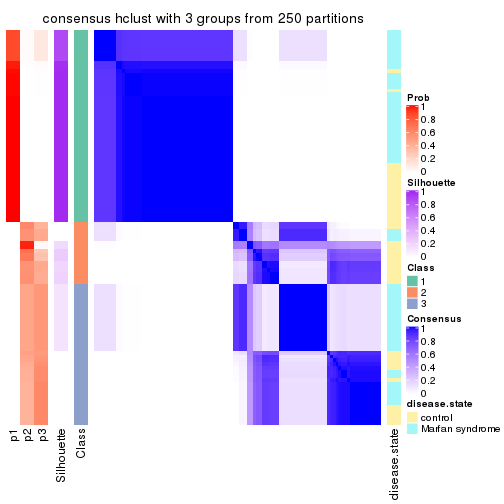 consensus hclust with 3 groups from 250 partitions
Prob
1
0.8
0.6
0.4
0.2
0
Silhouette
1
0.8
0.6
0.4
0.2
0
Class
1
2
3
Consensus
1
0.8
0.6
0.4
0.2
0
disease.state
control
Marfan syndrome
p1
p2
p3
Silhouette
Class
disease.state